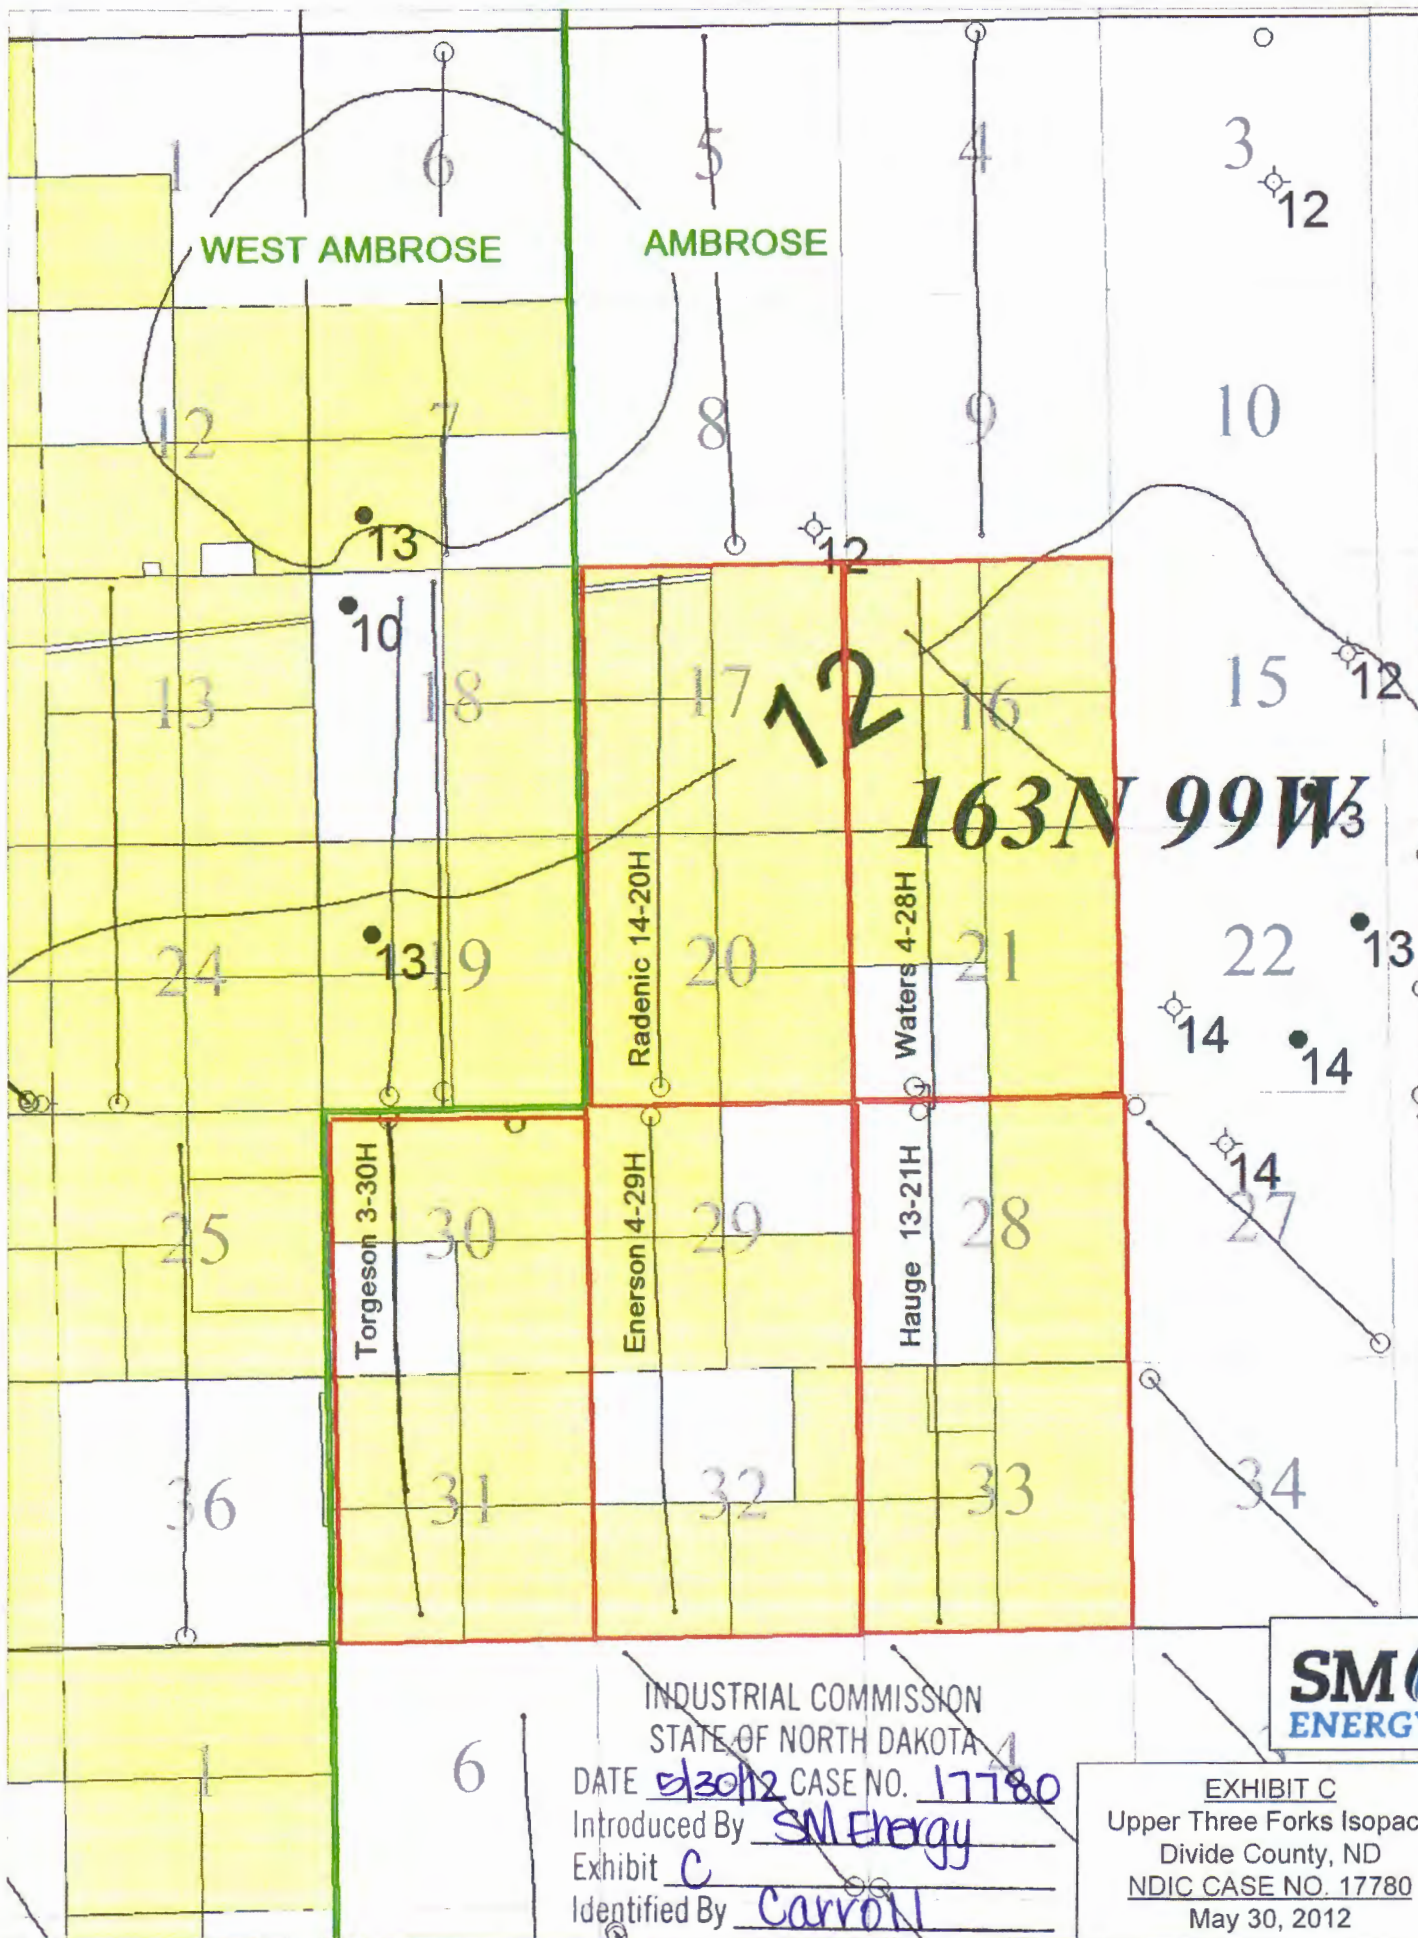 1
6
5
4
3
12
WEST AMBROSE
AMBROSE
12
7
8
9
10
13
12
10
13
18
17
16
15
12
12
163N 99W
13
Radenic 14-20H
Waters 4-28H
24
13
19
20
21
22
13
14
14
Torgeson 3-30H
Enerson 4-29H
Hauge 13-21H
25
30
29
28
14
27
36
31
32
33
34
1
6
4
SM
ENERGY
INDUSTRIAL COMMISSION
STATE OF NORTH DAKOTA
DATE 5/30/12 CASE NO. 17780
Introduced By SM Energy
Exhibit C
Identified By Carroll
EXHIBIT C
Upper Three Forks Isopac
Divide County, ND
NDIC CASE NO. 17780
May 30, 2012